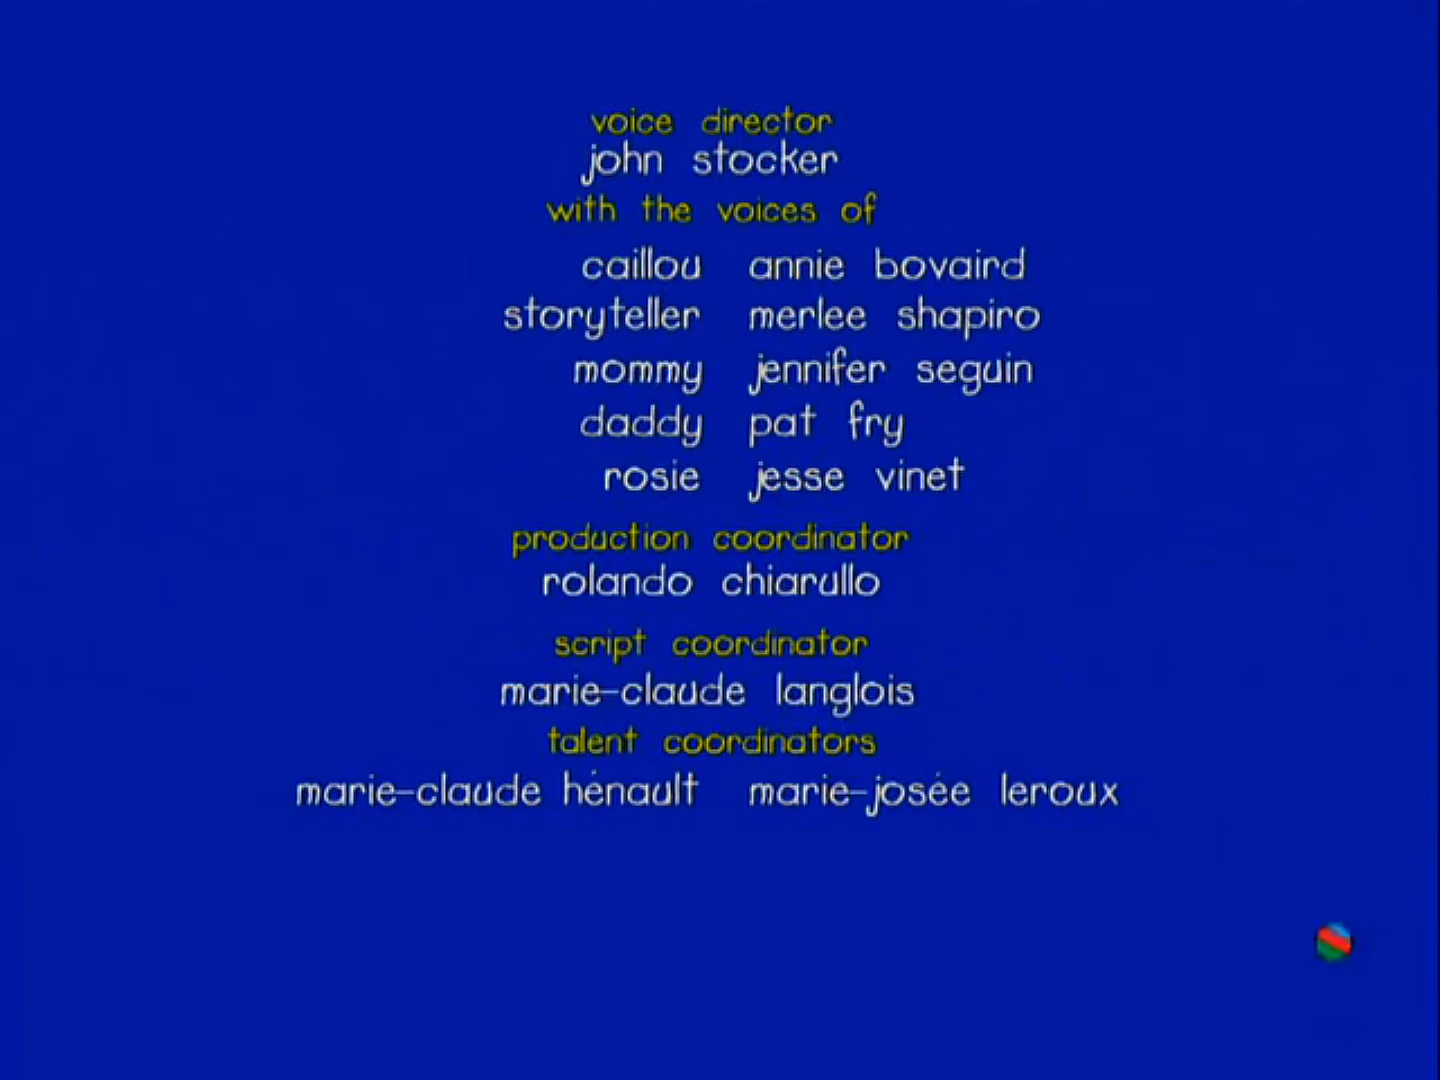 voice director
john stocker
with the voices of
caillou annie bovaird
storyteller merlee shapiro
mommy jennifer seguin
daddy pat fry
rosie jesse vinet
production coordinator
rolando chiarullo
script coordinator
marie-claude langlois
talent coordinators
marie-claude hénault marie-josée leroux